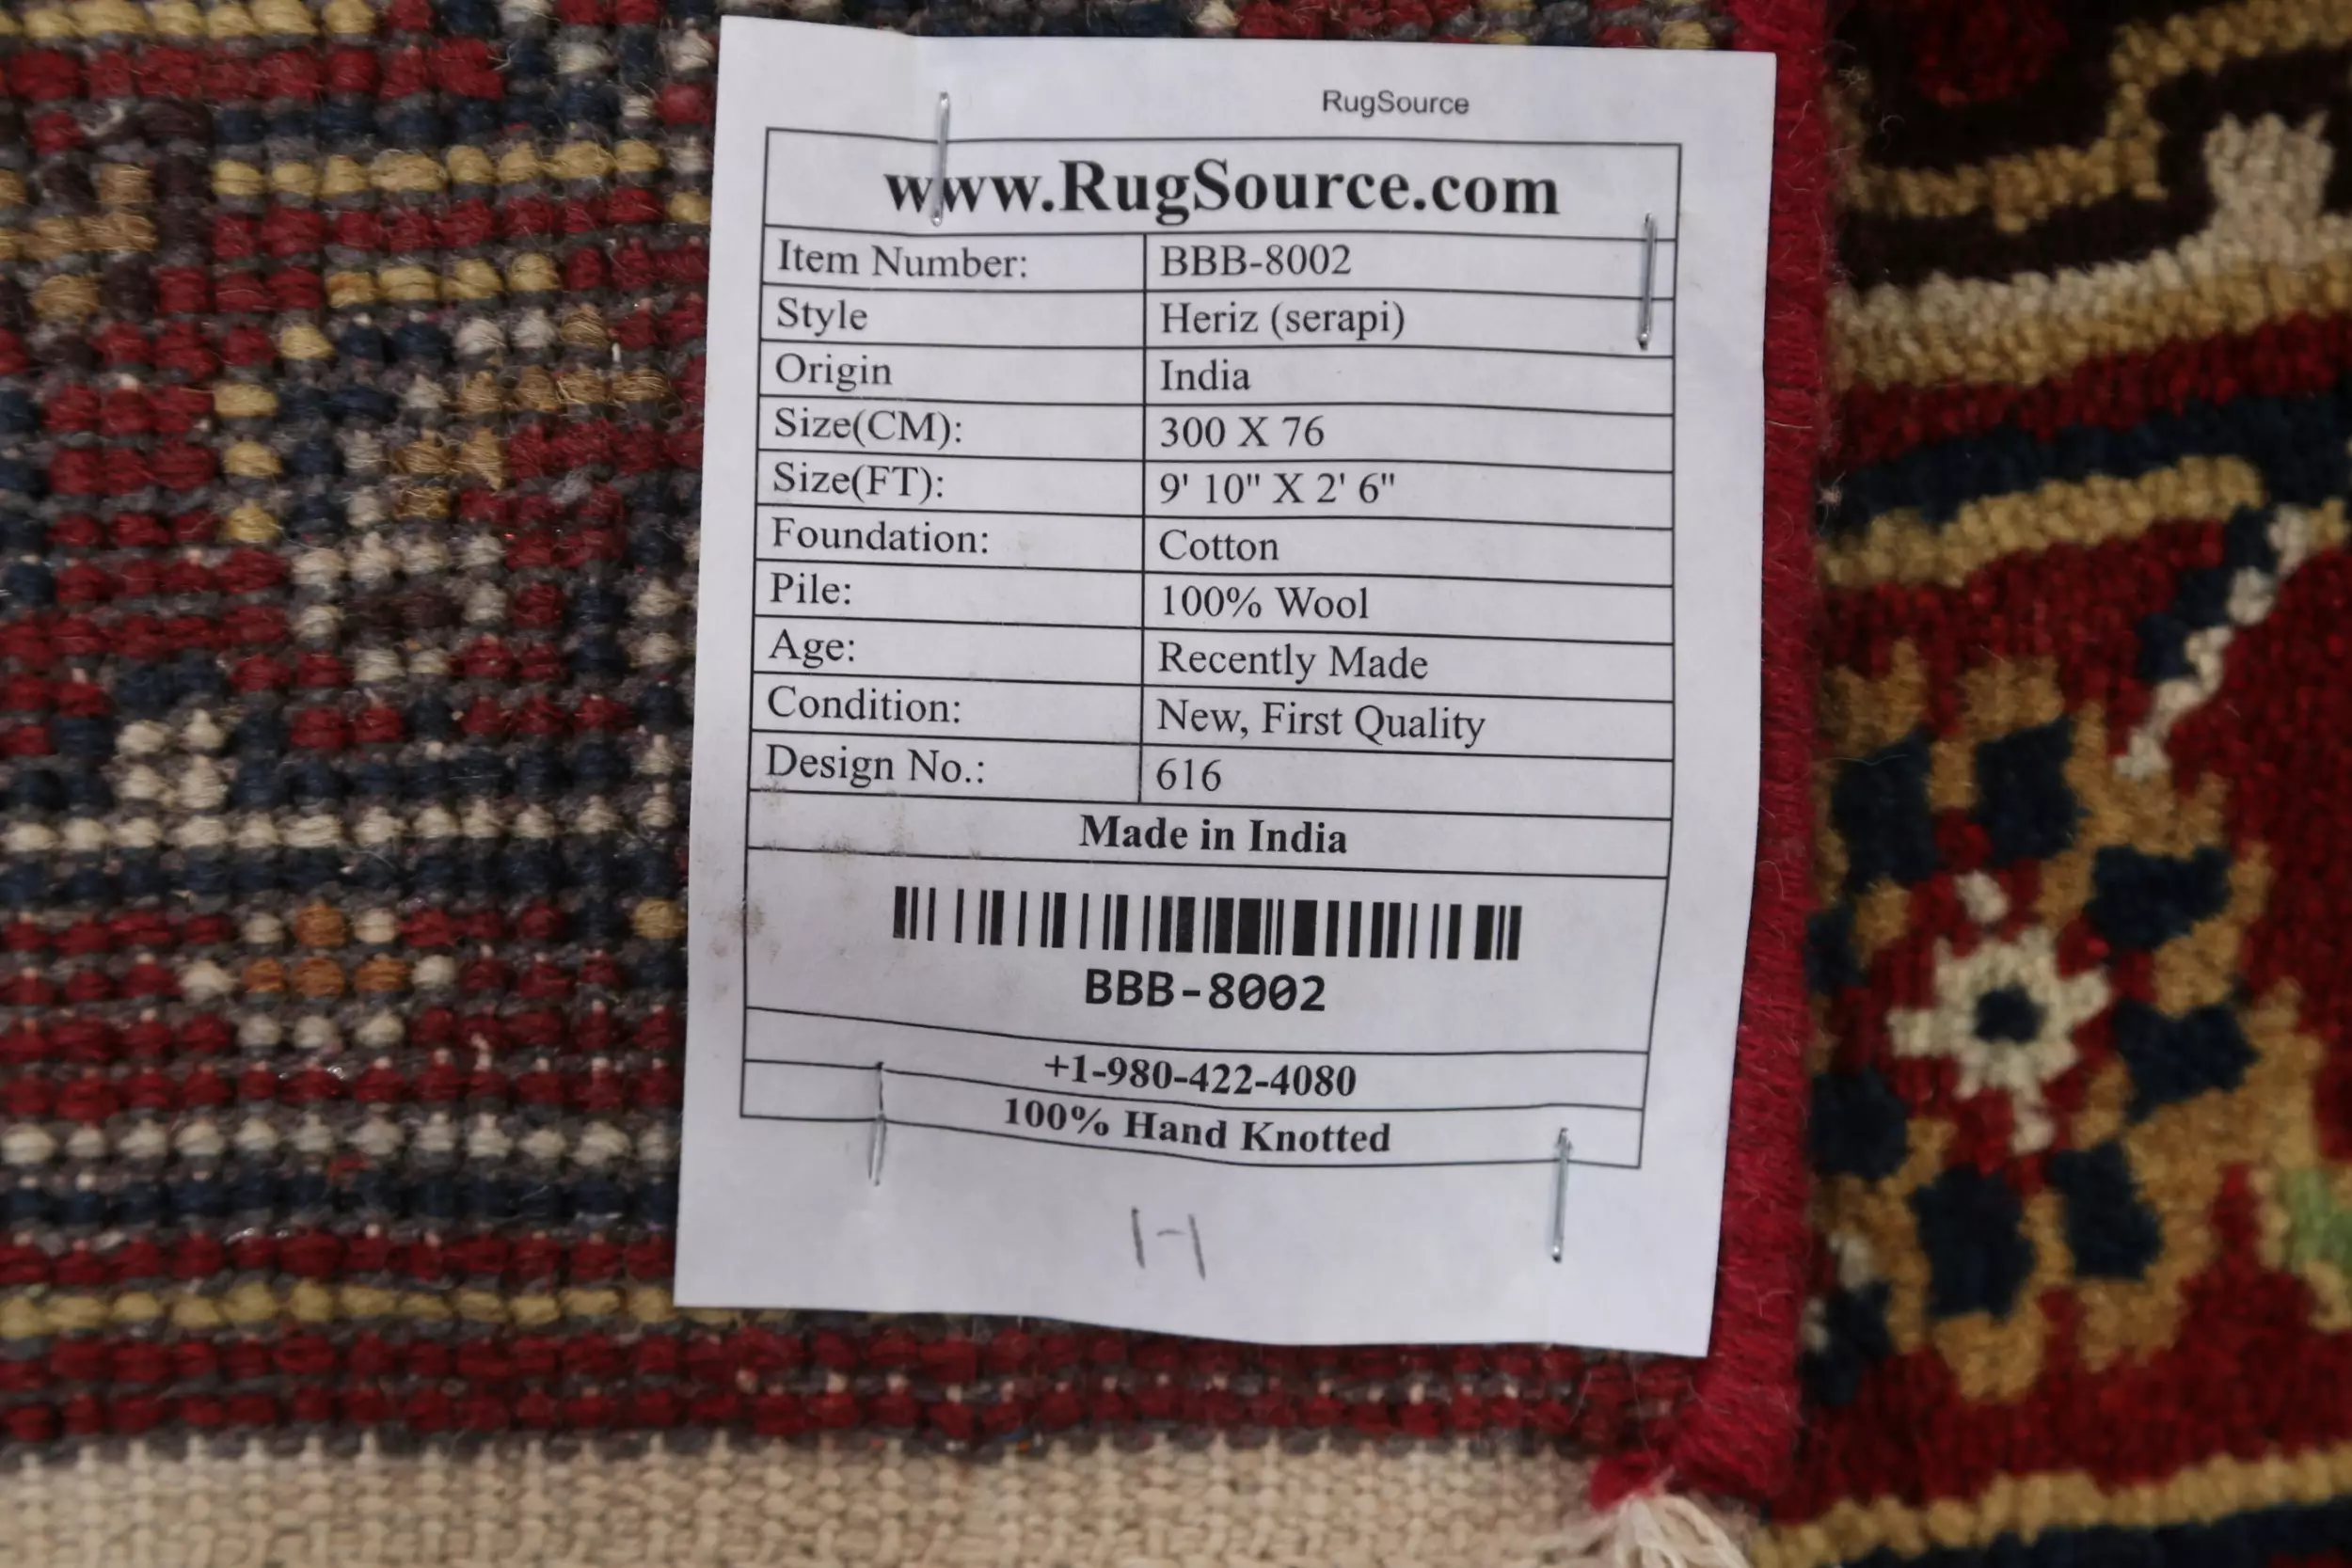 RugSource
www.RugSource.com
Item Number: BBB-8002
Style Heriz (serapi)
Origin India
Size(CM): 300 X 76
Size(FT): 9' 10" X 2' 6"
Foundation: Cotton
Pile: 100% Wool
Age: Recently Made
Condition: New, First Quality
Design No.: 616
Made in India
BBB-8002
+1-980-422-4080
100% Hand Knotted
1-1